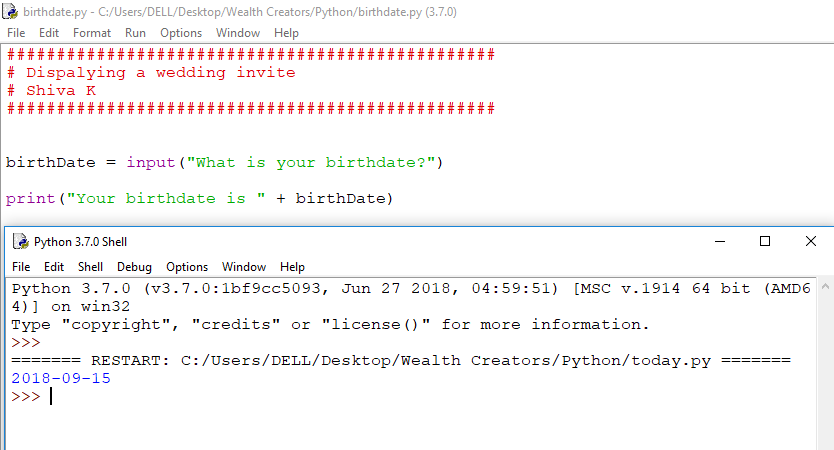 birthdate.py - C:/Users/DELL/Desktop/Wealth Creators/Python/birthdate.py (3.7.0)
File Edit Format Run Options Window Help
##################################################
# Dispalying a wedding invite
# Shiva K
##################################################
birthDate = input("What is your birthdate?")
print("Your birthdate is " + birthDate)
Python 3.7.0 Shell
File Edit Shell Debug Options Window Help
Python 3.7.0 (v3.7.0:1bf9cc5093, Jun 27 2018, 04:59:51) [MSC v.1914 64 bit (AMD6
4)] on win32
Type "copyright", "credits" or "license()" for more information.
>>>
======= RESTART: C:/Users/DELL/Desktop/Wealth Creators/Python/today.py =======
2018-09-15
>>>